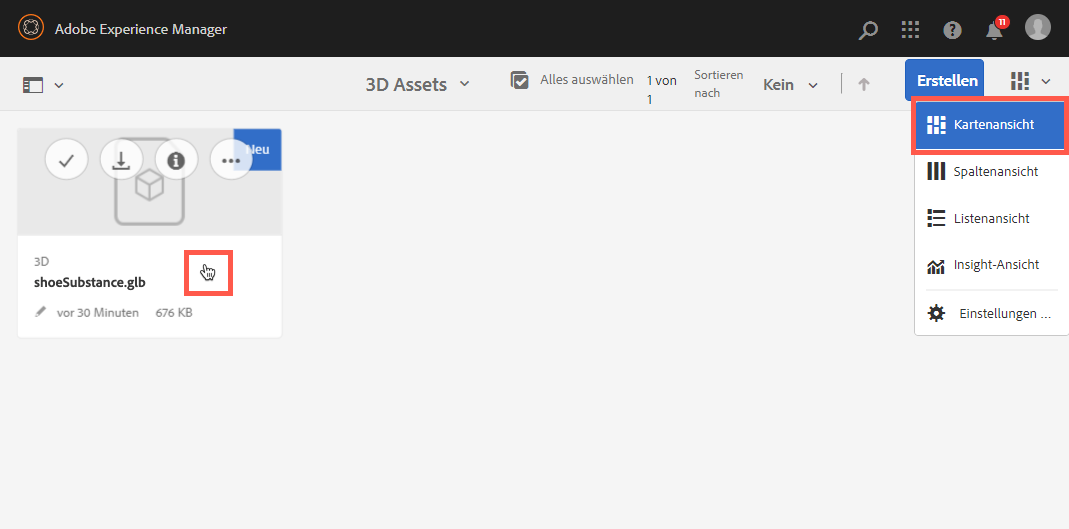 Adobe Experience Manager
11
3D Assets
Alles auswählen
1 von
1
Sortieren
nach
Kein
Erstellen
Kartenansicht
Spaltenansicht
Listenansicht
Insight-Ansicht
Einstellungen ...
Neu
3D
shoeSubstance.glb
vor 30 Minuten 676 KB